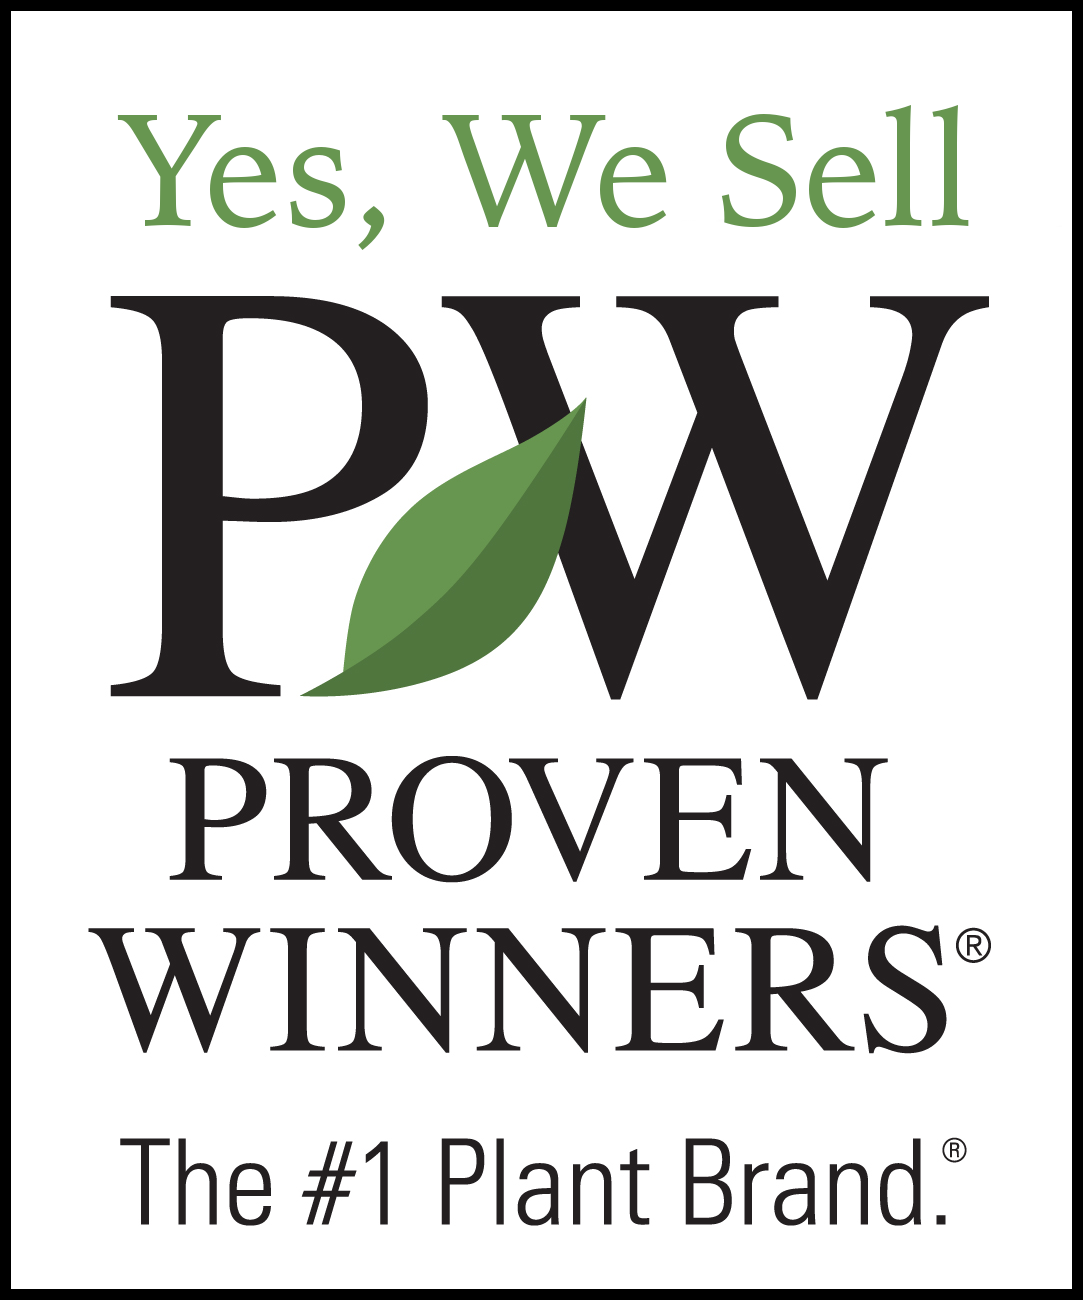 Yes, We Sell
PW
PROVEN
WINNERS®
The #1 Plant Brand.®